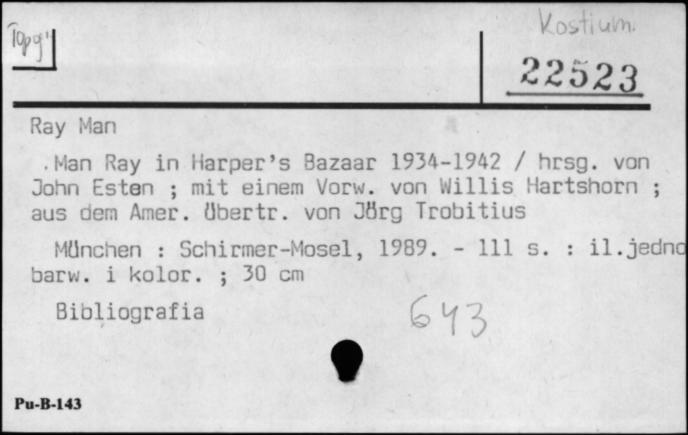 Kostium.
22523
Ray Man
Man Ray in Harper's Bazaar 1934-1942 / hrsg. von
John Esten ; mit einem Vorw. von Willis Hartshorn ;
aus dem Amer. übertr. von Jörg Trobitius
München : Schirmer-Mosel, 1989. - 111 s. : il.jedno
barw. i kolor. ; 30 cm
Bibliografia
643
Pu-B-143